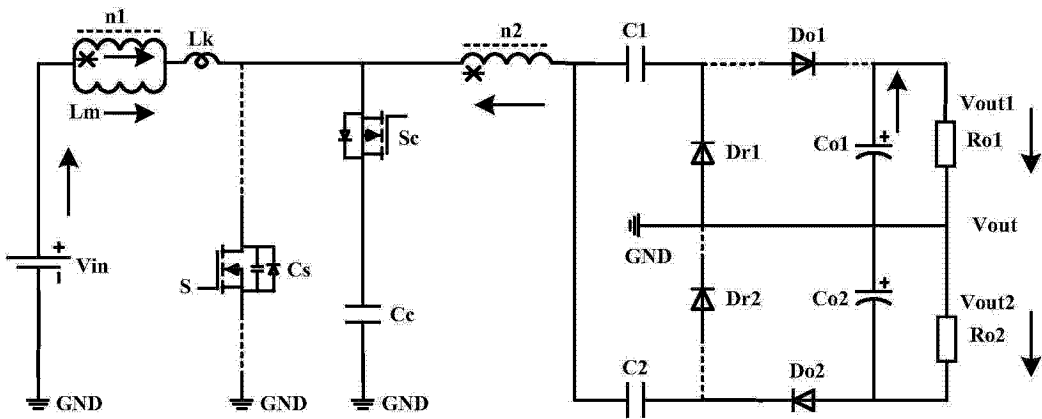 n1
Lk
n2
C1
Do1
Lm
Sc
Dr1
Co1
Vout1
Ro1
Vin
S
Cs
GND
Vout
Cc
Dr2
Co2
Vout2
Ro2
C2
Do2
GND
GND
GND